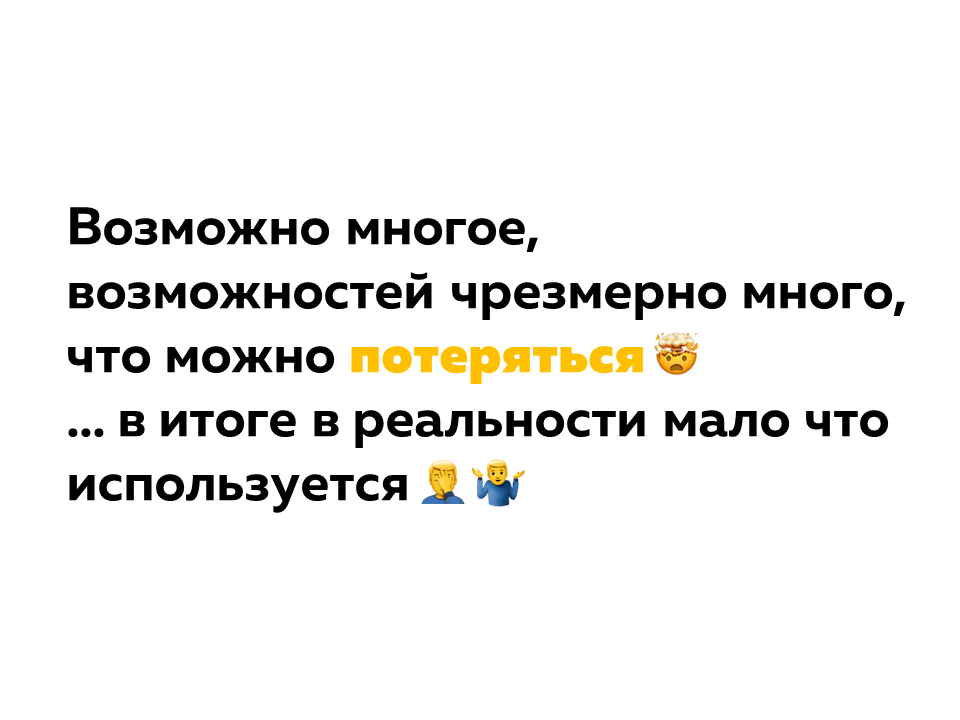 Возможно многое,
возможностей чрезмерно много,
что можно потеряться 🤯
... в итоге в реальности мало что
используется 🤦‍♂️ 🤷‍♂️